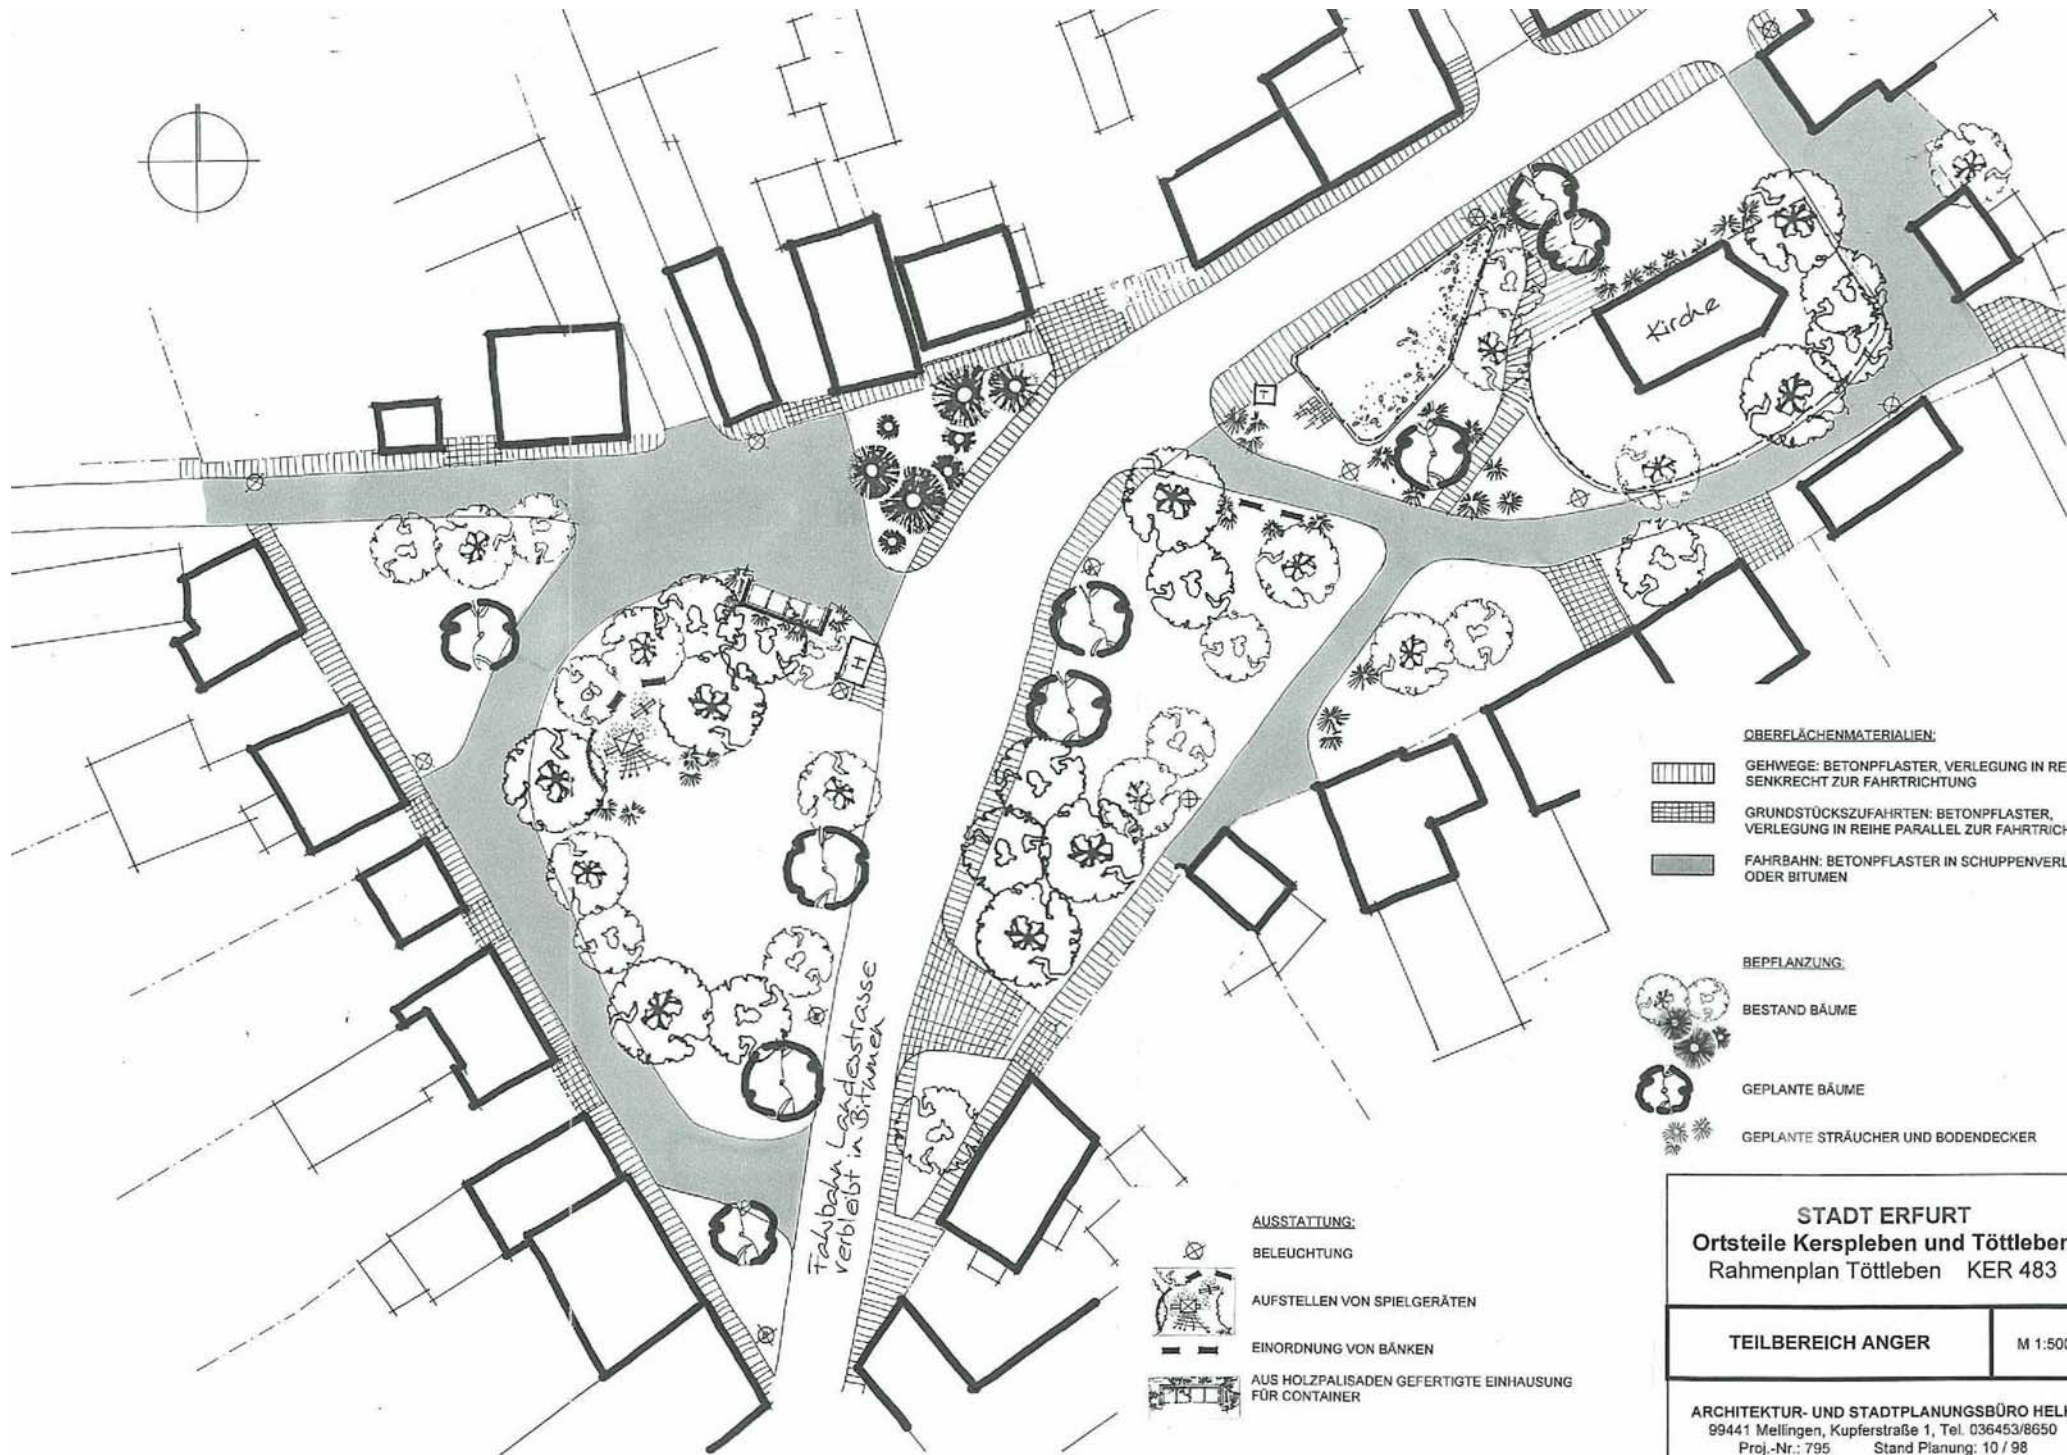 Kirche
T
H
Fahrbahn Landesstrasse
verbleibt in Bitumen
OBERFLÄCHENMATERIALIEN:
GEHWEGE: BETONPFLASTER, VERLEGUNG IN RE
SENKRECHT ZUR FAHRTRICHTUNG
GRUNDSTÜCKSZUFAHRTEN: BETONPFLASTER,
VERLEGUNG IN REIHE PARALLEL ZUR FAHRTRICH
FAHRBAHN: BETONPFLASTER IN SCHUPPENVERL
ODER BITUMEN
BEPFLANZUNG:
BESTAND BÄUME
GEPLANTE BÄUME
GEPLANTE STRÄUCHER UND BODENDECKER
AUSSTATTUNG:
BELEUCHTUNG
AUFSTELLEN VON SPIELGERÄTEN
EINORDNUNG VON BÄNKEN
AUS HOLZPALISADEN GEFERTIGTE EINHAUSUNG
FÜR CONTAINER
STADT ERFURT
Ortsteile Kerspleben und Töttleben
Rahmenplan Töttleben KER 483
TEILBEREICH ANGER
M 1:500
ARCHITEKTUR- UND STADTPLANUNGSBÜRO HELK
99441 Mellingen, Kupferstraße 1, Tel. 036453/8650
Proj.-Nr.: 795 Stand Planung: 10 / 98